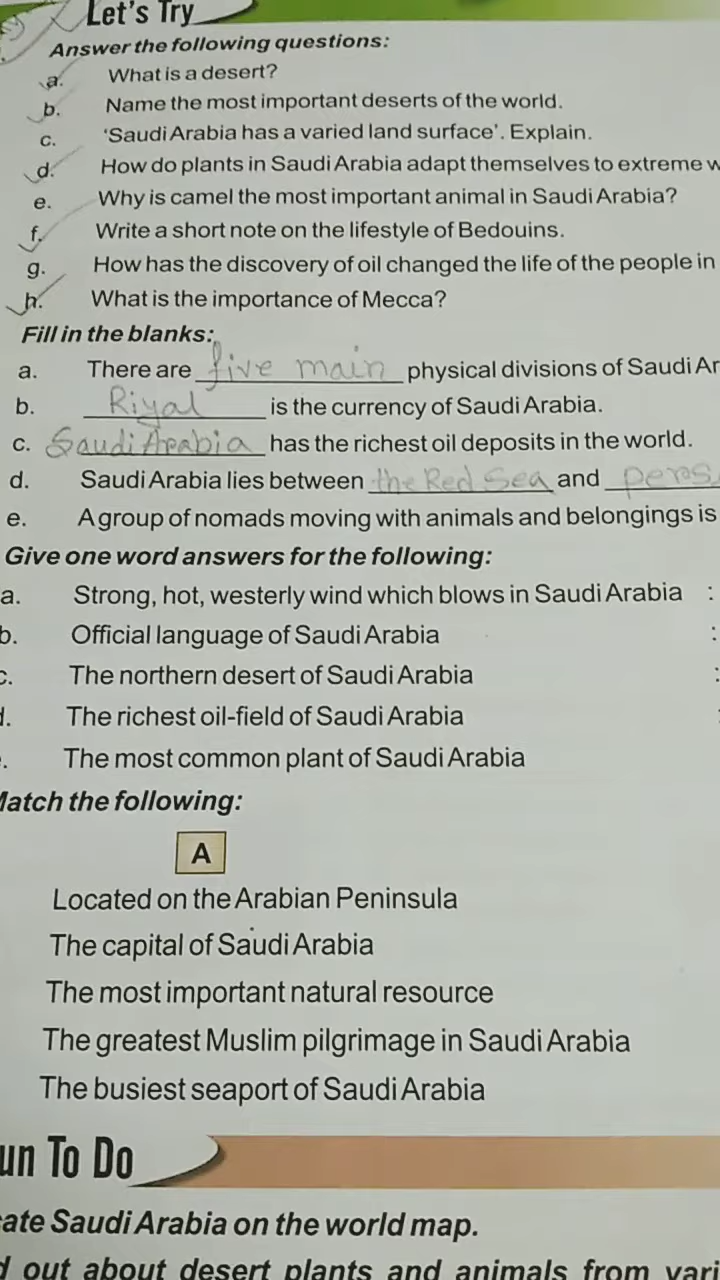 Let's Try
Answer the following questions:
a. What is a desert?
b. Name the most important deserts of the world.
c. 'Saudi Arabia has a varied land surface'. Explain.
d. How do plants in Saudi Arabia adapt themselves to extreme
e. Why is camel the most important animal in Saudi Arabia?
f. Write a short note on the lifestyle of Bedouins.
g. How has the discovery of oil changed the life of the people in
h. What is the importance of Mecca?
Fill in the blanks:
a. There are five main physical divisions of Saudi Ar
b. Riyal is the currency of Saudi Arabia.
c. Saudi Arabia has the richest oil deposits in the world.
d. Saudi Arabia lies between the Red Sea and pers
e. A group of nomads moving with animals and belongings is
Give one word answers for the following:
a. Strong, hot, westerly wind which blows in Saudi Arabia :
b. Official language of Saudi Arabia :
c. The northern desert of Saudi Arabia :
d. The richest oil-field of Saudi Arabia :
. The most common plant of Saudi Arabia
Match the following:
A
Located on the Arabian Peninsula
The capital of Saudi Arabia
The most important natural resource
The greatest Muslim pilgrimage in Saudi Arabia
The busiest seaport of Saudi Arabia
un To Do
ate Saudi Arabia on the world map.
d out about desert plants and animals from vari